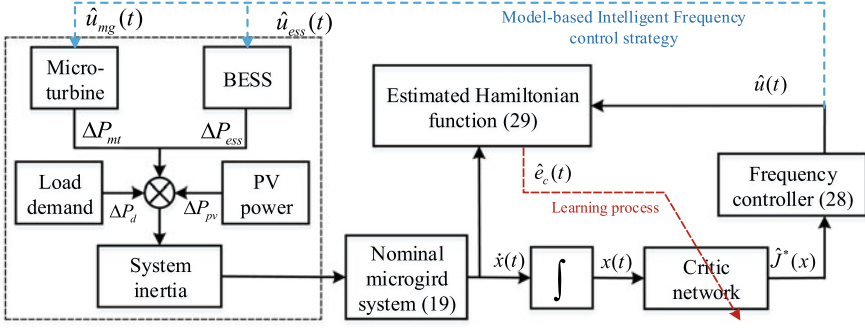 û_mg(t)
û_ess(t)
Model-based Intelligent Frequency
control strategy
Micro-
turbine
BESS
Estimated Hamiltonian
function (29)
û(t)
ΔP_mt
ΔP_ess
Load
demand
ΔP_d
ΔP_pv
PV
power
ê_c(t)
Learning process
Frequency
controller (28)
System
inertia
Nominal
microgird
system (19)
ẋ(t)
∫
x(t)
Critic
network
Ĵ*(x)